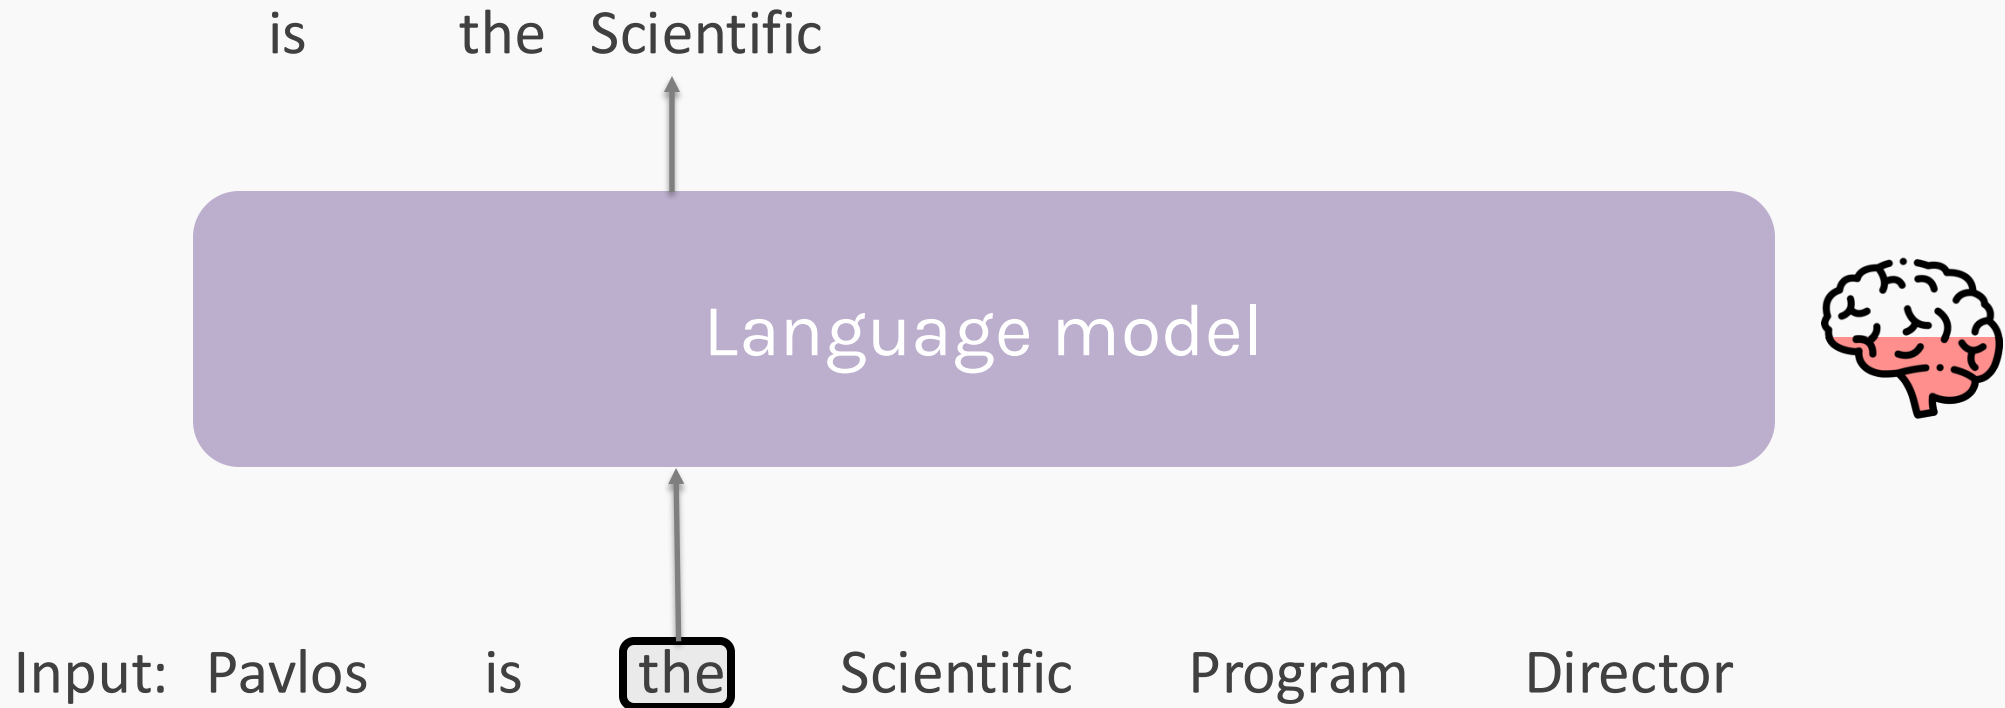 is the Scientific
Language model
Input: Pavlos is the Scientific Program Director